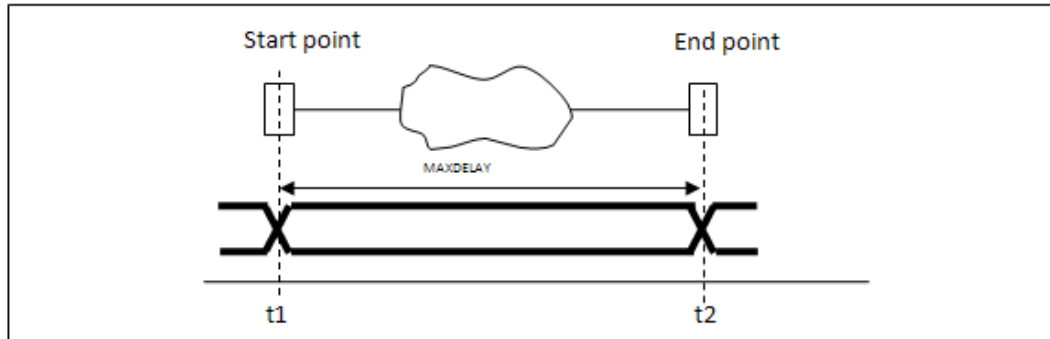 Start point
End point
MAXDELAY
t1
t2